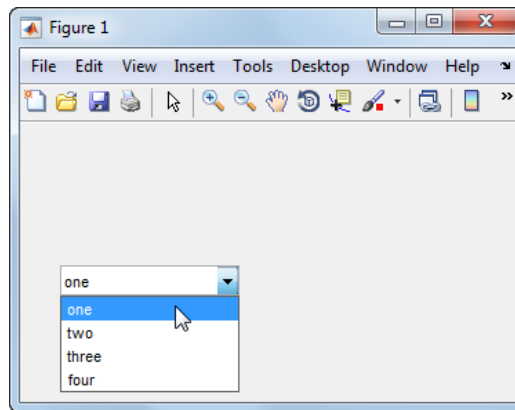 Figure 1
File Edit View Insert Tools Desktop Window Help
one
one
two
three
four